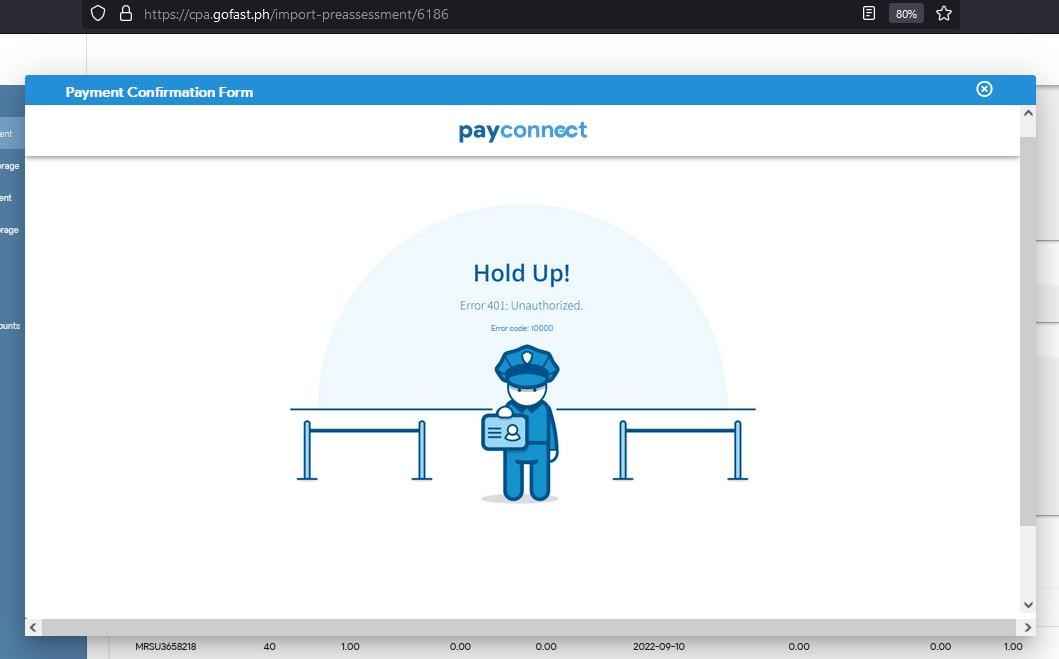 https://cpa.gofast.ph/import-preassessment/6186
80%
Payment Confirmation Form
payconnect
ent
rage
ent
rage
ounts
Hold Up!
Error 401: Unauthorized.
Error code: 10000
MRSU3658218 40 1.00 0.00 0.00 2022-09-10 0.00 0.00 1.00